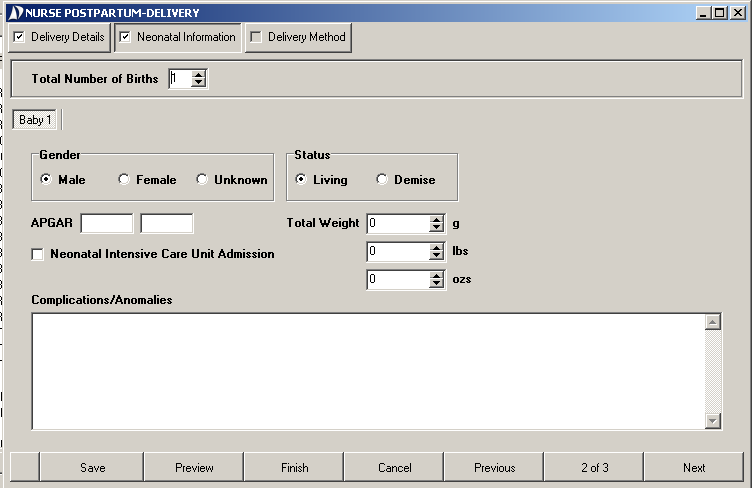 NURSE POSTPARTUM-DELIVERY
Delivery Details Neonatal Information Delivery Method
Total Number of Births 1
Baby 1
Gender Status
Male Female Unknown Living Demise
APGAR Total Weight 0 g
Neonatal Intensive Care Unit Admission 0 lbs
0 ozs
Complications/Anomalies
Save Preview Finish Cancel Previous 2 of 3 Next